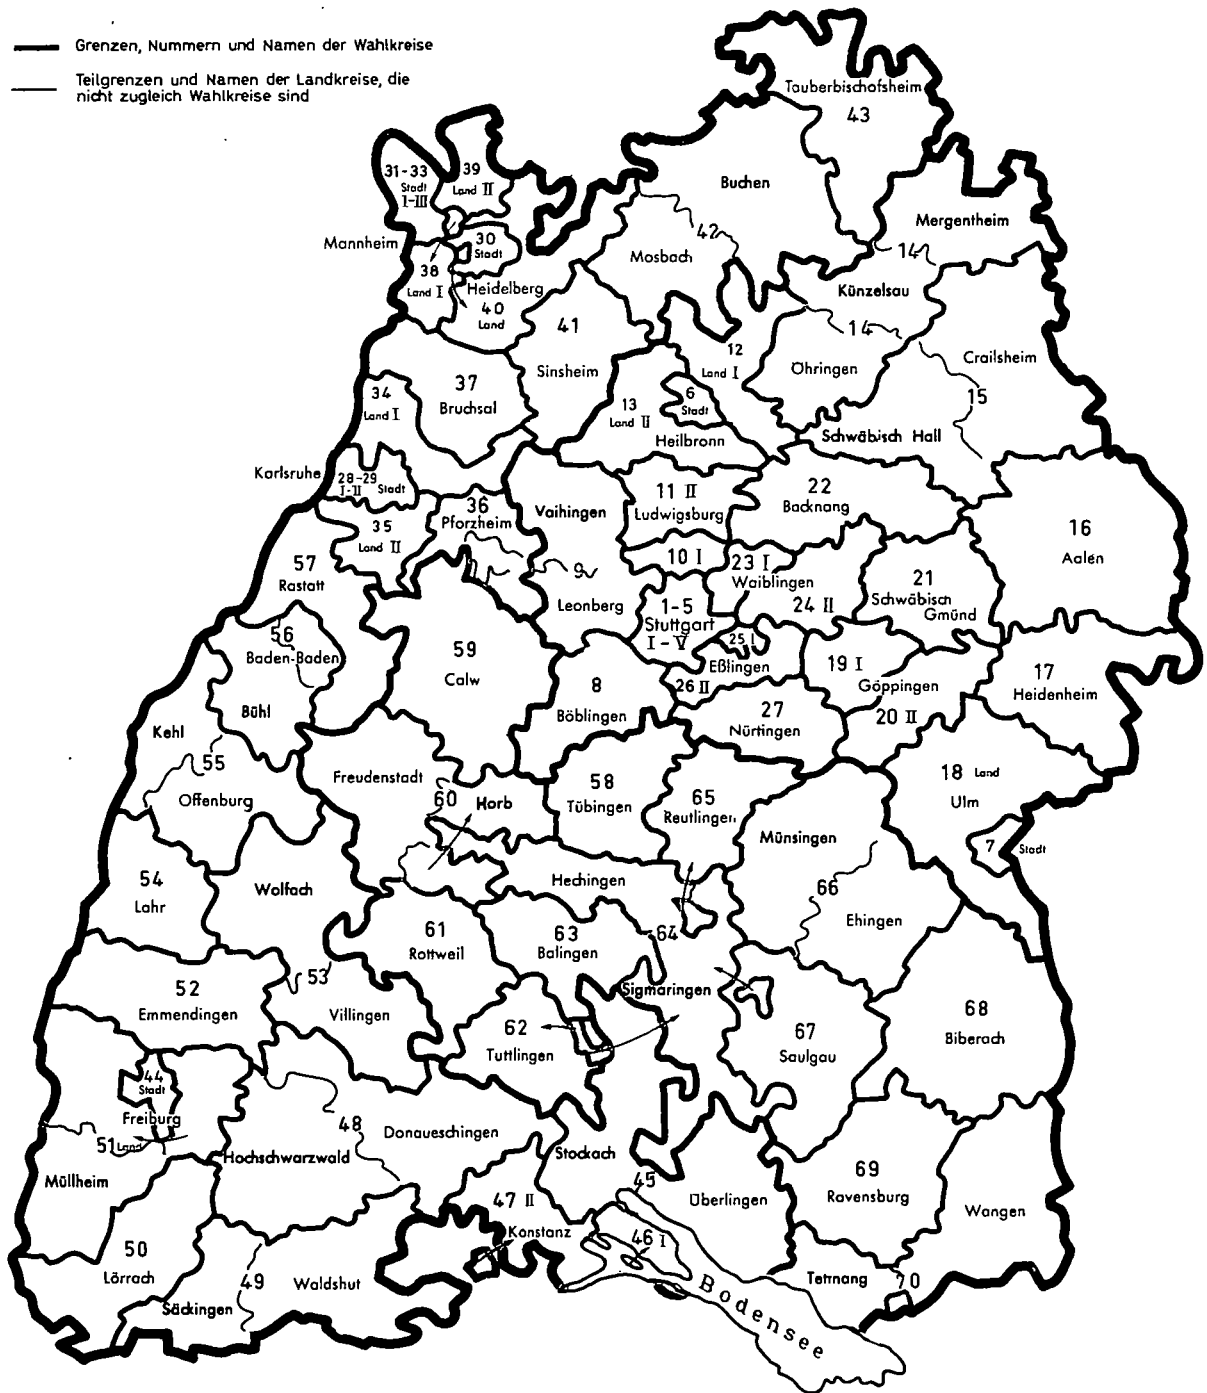 Grenzen, Nummern und Namen der Wahlkreise
Teilgrenzen und Namen der Landkreise, die
nicht zugleich Wahlkreise sind
Tauberbischofsheim
43
31-33
Stadt
I-III
39
Land II
Buchen
Mergentheim
Mannheim
30
Stadt
42
Mosbach
14
38
Land I
Heidelberg
40
Land
Künzelsau
41
14
12
Land I
Crailsheim
Sinsheim
Öhringen
37
Bruchsal
34
Land I
13
Land II
6
Stadt
15
Heilbronn
Schwäbisch Hall
Karlsruhe
28-29
I-II Stadt
36
Pforzheim
Vaihingen
11 II
Ludwigsburg
22
Backnang
16
Aalen
35
Land II
57
Rastatt
9
10 I
23 I
Waiblingen
21
Schwäbisch
Gmünd
Leonberg
1-5
Stuttgart
I-V
24 II
56
Baden-Baden
59
Calw
25 I
Eßlingen
19 I
Göppingen
17
Heidenheim
8
Böblingen
26 II
27
Nürtingen
20 II
Bühl
Kehl
55
Offenburg
Freudenstadt
60
Horb
58
Tübingen
65
Reutlingen
18 Land
Ulm
Münsingen
7 Stadt
54
Lahr
Wolfach
Hechingen
66
Ehingen
61
Rottweil
63
Balingen
64
53
Sigmaringen
52
Emmendingen
Villingen
62
Tuttlingen
67
Saulgau
68
Biberach
44
Stadt
Freiburg
51 Land
48
Donaueschingen
Hochschwarzwald
Stockach
Müllheim
45
Überlingen
69
Ravensburg
Wangen
47 II
Konstanz
46 I
50
Lörrach
49
Waldshut
Säckingen
Tettnang
70
Bodensee